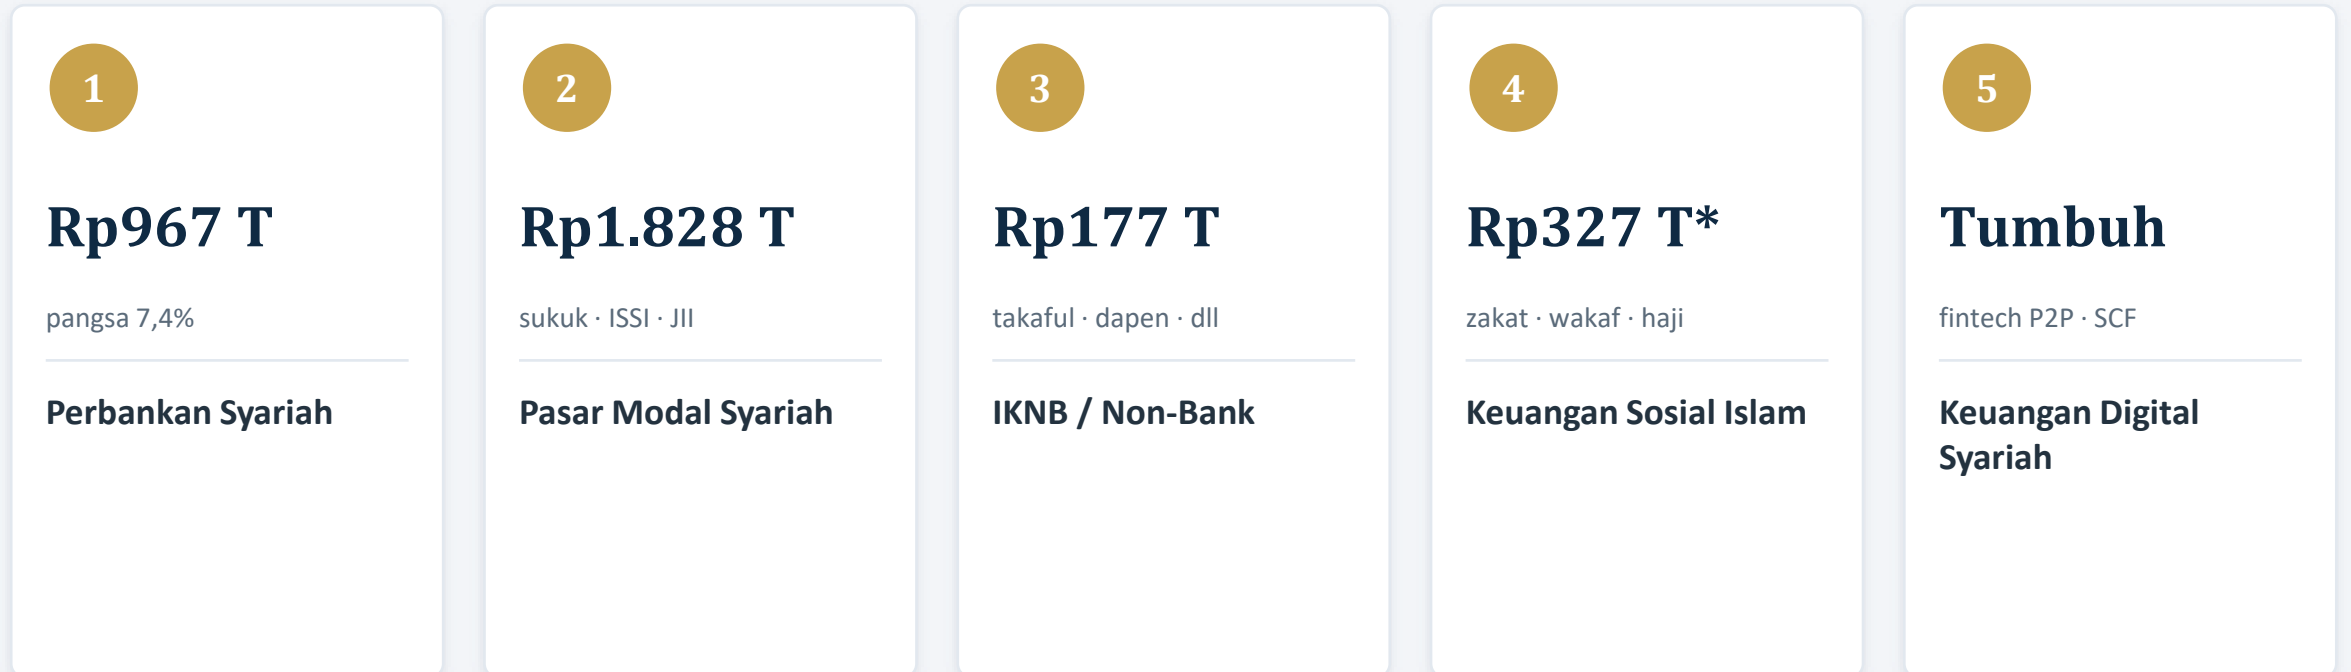 1
Rp967 T
pangsa 7,4%
Perbankan Syariah
2
Rp1.828 T
sukuk · ISSI · JII
Pasar Modal Syariah
3
Rp177 T
takaful · dapen · dll
IKNB / Non-Bank
4
Rp327 T*
zakat · wakaf · haji
Keuangan Sosial Islam
5
Tumbuh
fintech P2P · SCF
Keuangan Digital
Syariah